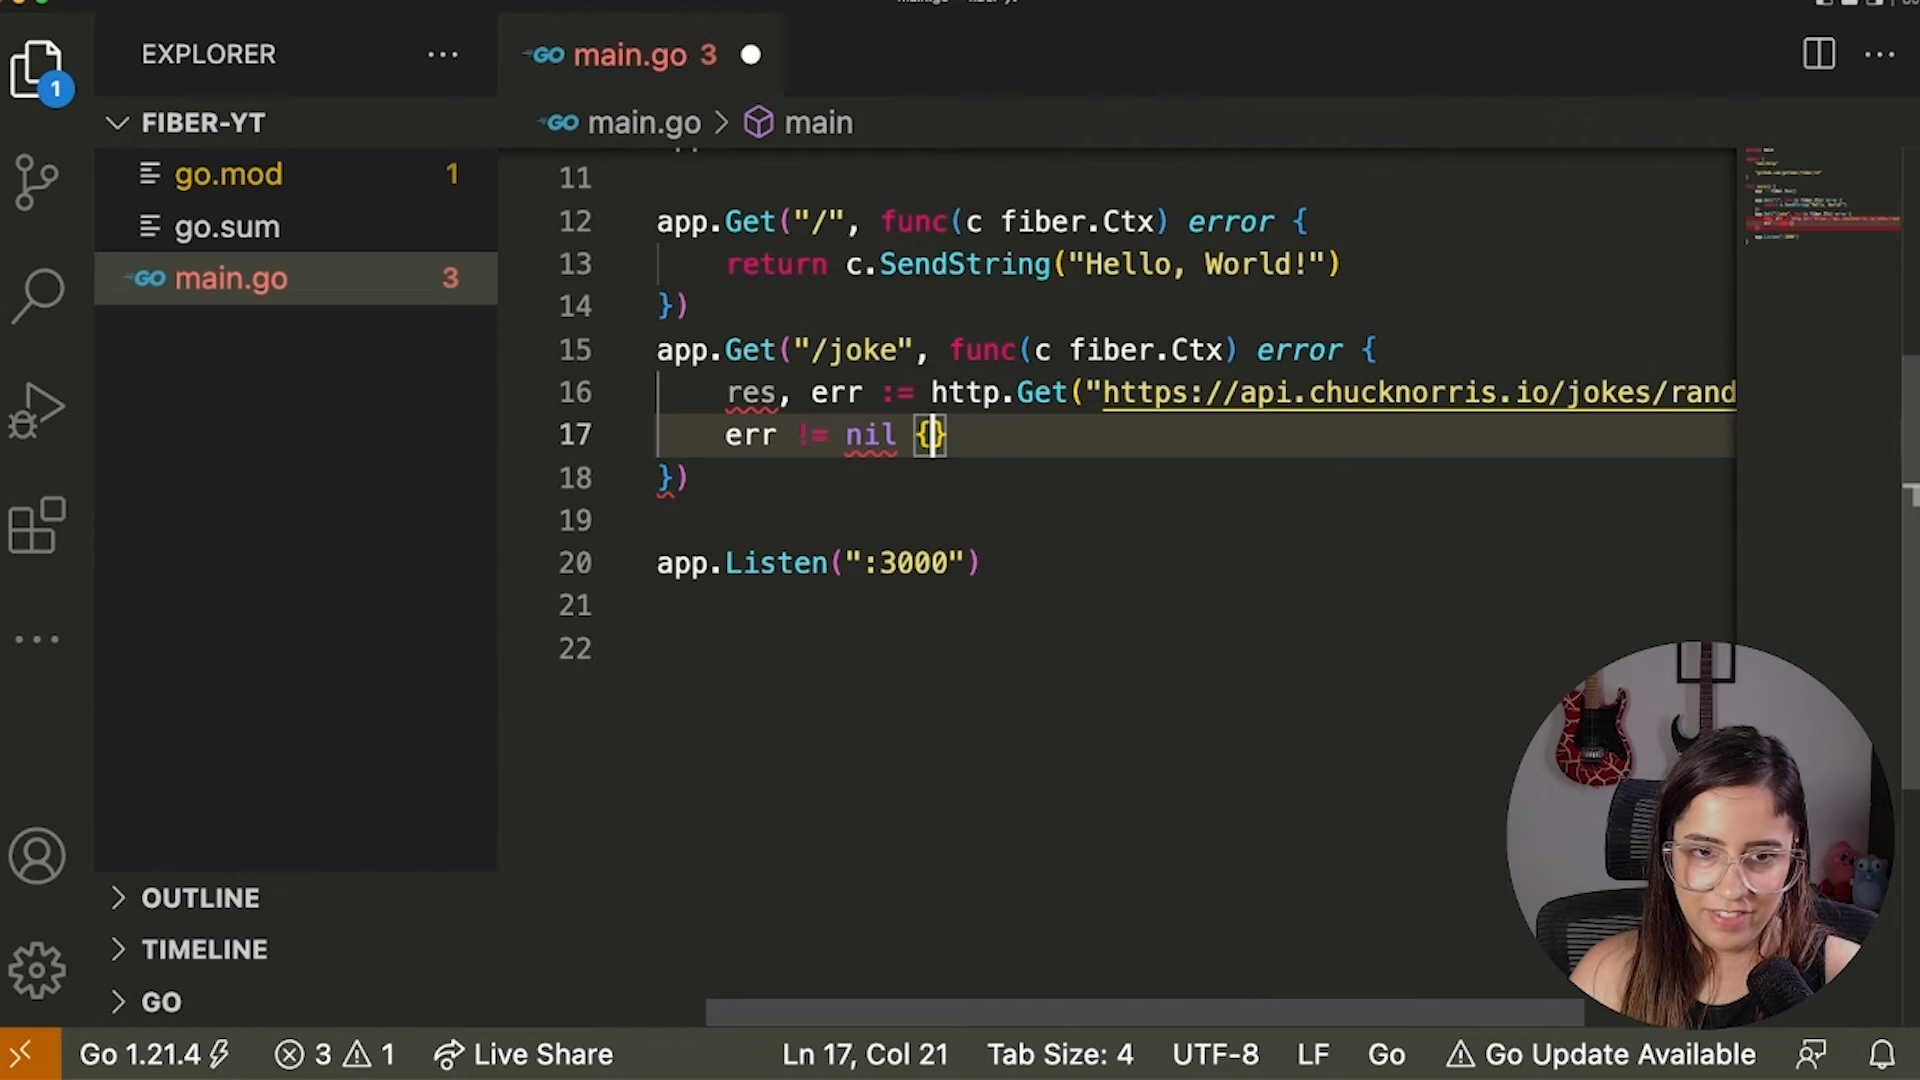 EXPLORER
main.go 3
FIBER-YT
main.go > main
go.mod 1
go.sum
main.go 3
11
12 app.Get("/", func(c fiber.Ctx) error {
13 return c.SendString("Hello, World!")
14 })
15 app.Get("/joke", func(c fiber.Ctx) error {
16 res, err := http.Get("https://api.chucknorris.io/jokes/rand
17 err != nil {}
18 })
19
20 app.Listen(":3000")
21
22
1
OUTLINE
TIMELINE
GO
Go 1.21.4 3 1 Live Share Ln 17, Col 21 Tab Size: 4 UTF-8 LF Go Go Update Available